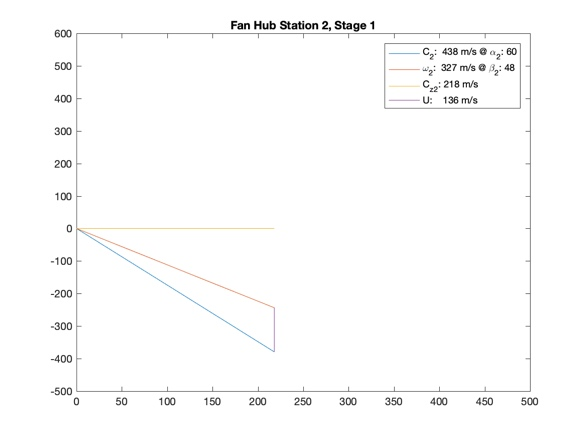 Fan Hub Station 2, Stage 1
600
500
400
300
200
100
0
-100
-200
-300
-400
-500
0 50 100 150 200 250 300 350 400 450 500
C₂: 438 m/s @ α₂: 60
ω₂: 327 m/s @ β₂: 48
C_z2: 218 m/s
U: 136 m/s